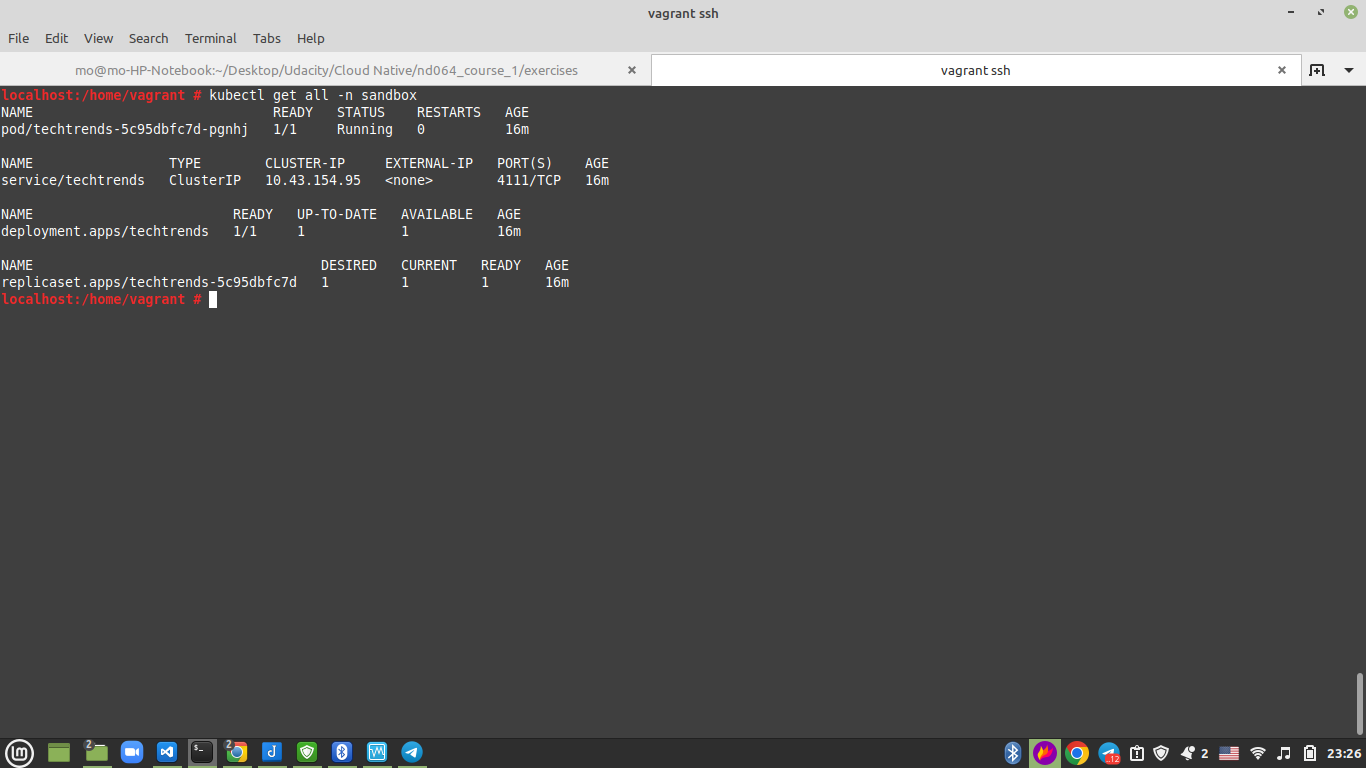 vagrant ssh
File Edit View Search Terminal Tabs Help
mo@mo-HP-Notebook:~/Desktop/Udacity/Cloud Native/nd064_course_1/exercises × vagrant ssh ×
localhost:/home/vagrant # kubectl get all -n sandbox
NAME                              READY   STATUS    RESTARTS   AGE
pod/techtrends-5c95dbfc7d-pgnhj   1/1     Running   0          16m

NAME                 TYPE        CLUSTER-IP     EXTERNAL-IP   PORT(S)    AGE
service/techtrends   ClusterIP   10.43.154.95   <none>        4111/TCP   16m

NAME                         READY   UP-TO-DATE   AVAILABLE   AGE
deployment.apps/techtrends   1/1     1            1           16m

NAME                                    DESIRED   CURRENT   READY   AGE
replicaset.apps/techtrends-5c95dbfc7d   1         1         1       16m
localhost:/home/vagrant #
2 $_ 2 12 2 23:26